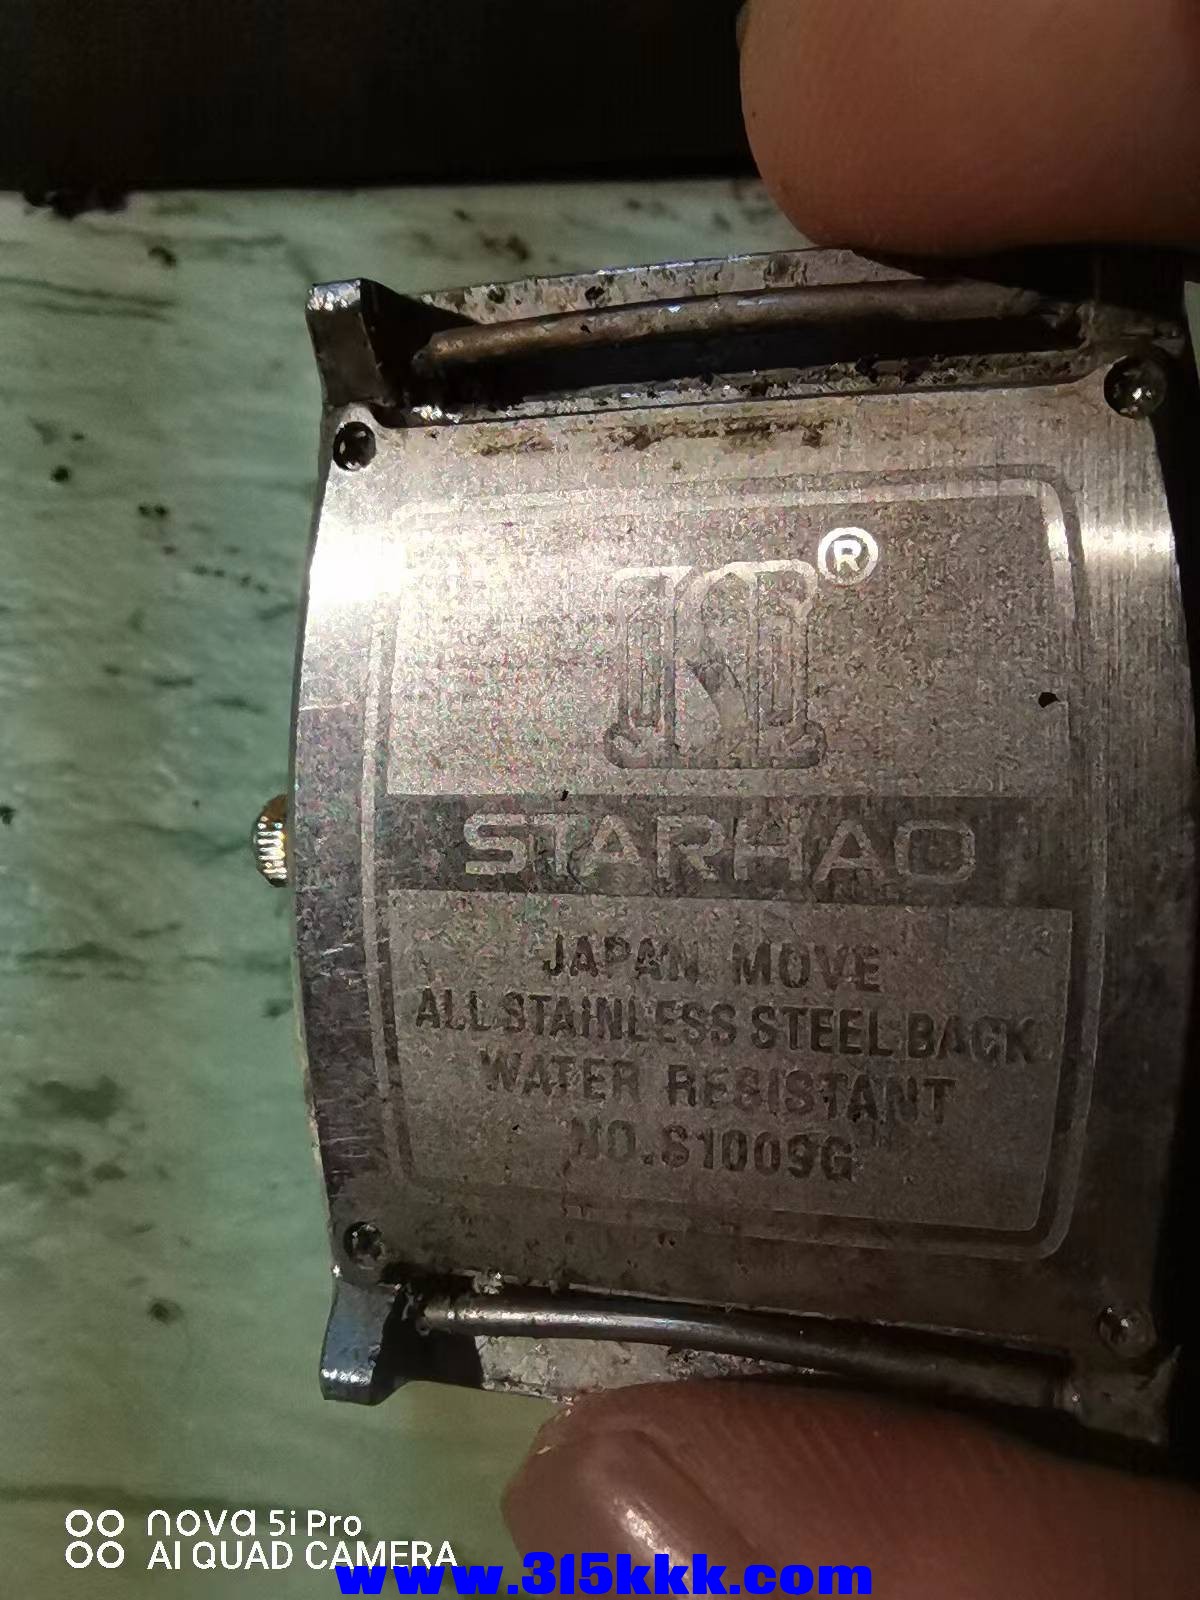 ®
STARHAO
JAPAN MOVE
ALL STAINLESS STEEL BACK
WATER RESISTANT
NO.S1009G
nova 5i Pro
AI QUAD CAMERA
www.315kkk.com